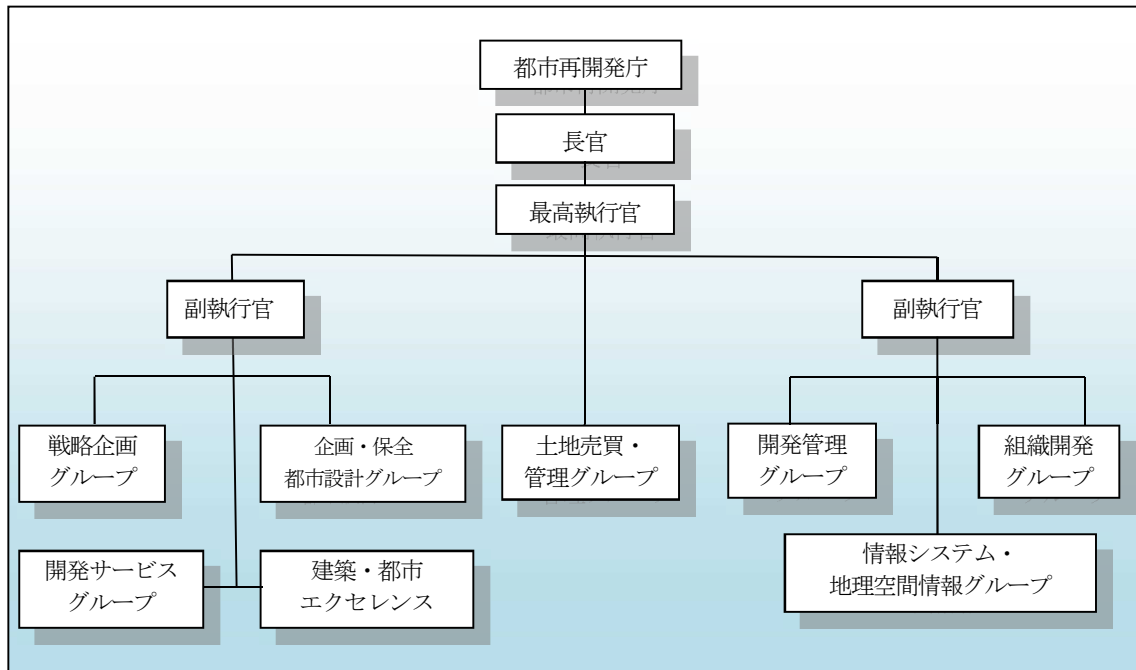 都市再開発庁
長官
最高執行官
副執行官
副執行官
戦略企画
グループ
企画・保全
都市設計グループ
土地売買・
管理グループ
開発管理
グループ
組織開発
グループ
開発サービス
グループ
建築・都市
エクセレンス
情報システム・
地理空間情報グループ